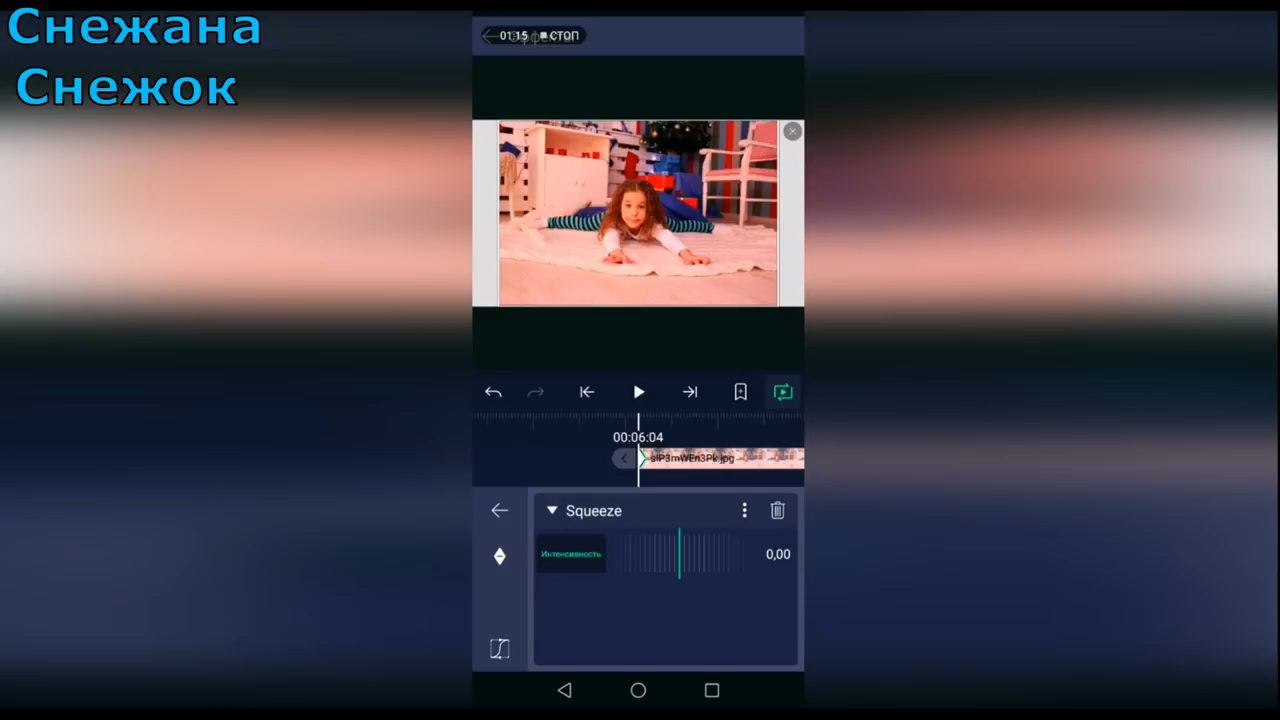 Снежана
Снежок
01:15 СТОП
00:06:04
Squeeze
Интенсивность
0,00